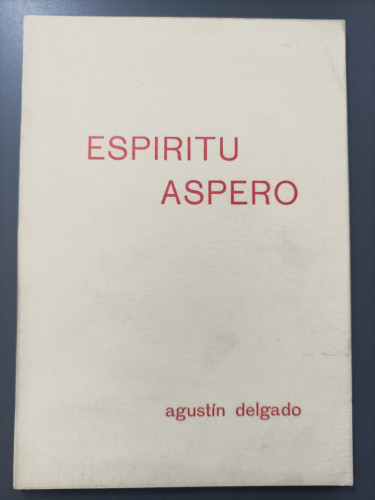 ESPIRITU
ASPERO
agustín delgado